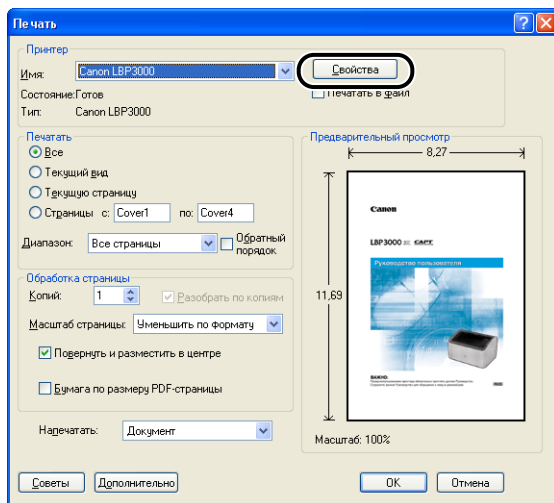 Печать
Принтер
Имя: Canon LBP3000 Свойства
Состояние: Готов Печатать в файл
Тип: Canon LBP3000
Печатать
Все
Текущий вид
Текущую страницу
Страницы с: Cover1 по: Cover4
Диапазон: Все страницы Обратный порядок
Обработка страницы
Копий: 1 Разобрать по копиям
Масштаб страницы: Уменьшить по формату
Повернуть и разместить в центре
Бумага по размеру PDF-страницы
Напечатать: Документ
Предварительный просмотр
8,27
11,69
Canon
LBP3000 CAPT
Руководство пользователя
ВАЖНО:
Масштаб: 100%
Советы Дополнительно OK Отмена